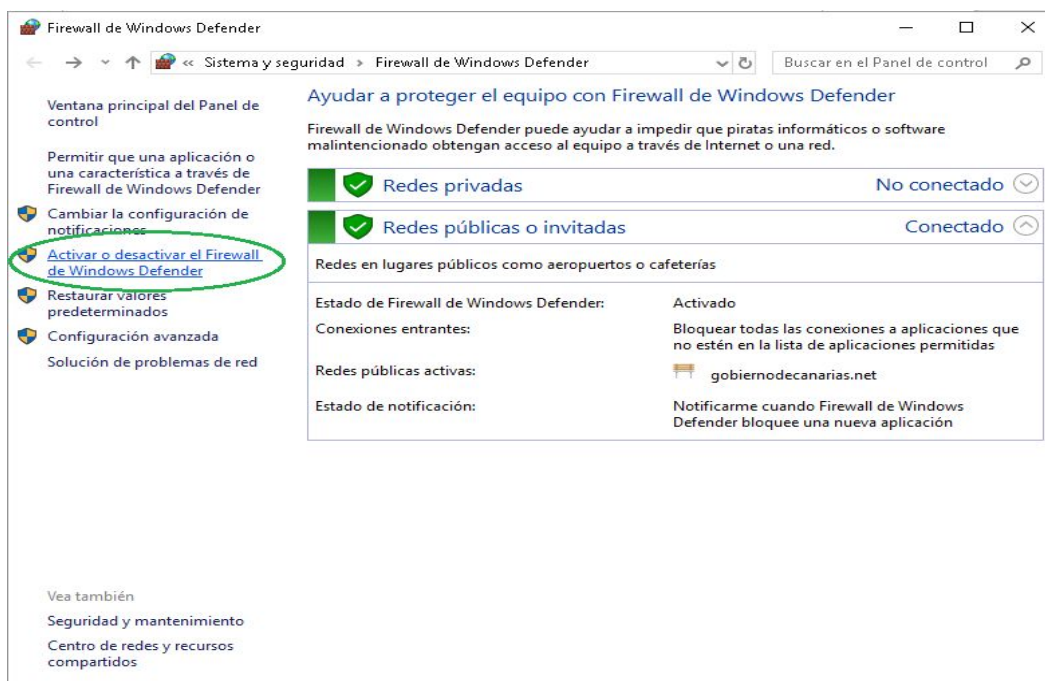 Firewall de Windows Defender
« Sistema y seguridad > Firewall de Windows Defender
Buscar en el Panel de control
Ventana principal del Panel de
control
Permitir que una aplicación o
una característica a través de
Firewall de Windows Defender
Cambiar la configuración de
notificaciones
Activar o desactivar el Firewall
de Windows Defender
Restaurar valores
predeterminados
Configuración avanzada
Solución de problemas de red
Vea también
Seguridad y mantenimiento
Centro de redes y recursos
compartidos
Ayudar a proteger el equipo con Firewall de Windows Defender
Firewall de Windows Defender puede ayudar a impedir que piratas informáticos o software
malintencionado obtengan acceso al equipo a través de Internet o una red.
Redes privadas No conectado
Redes públicas o invitadas Conectado
Redes en lugares públicos como aeropuertos o cafeterías
Estado de Firewall de Windows Defender: Activado
Conexiones entrantes: Bloquear todas las conexiones a aplicaciones que
no estén en la lista de aplicaciones permitidas
Redes públicas activas: gobiernodecanarias.net
Estado de notificación: Notificarme cuando Firewall de Windows
Defender bloquee una nueva aplicación